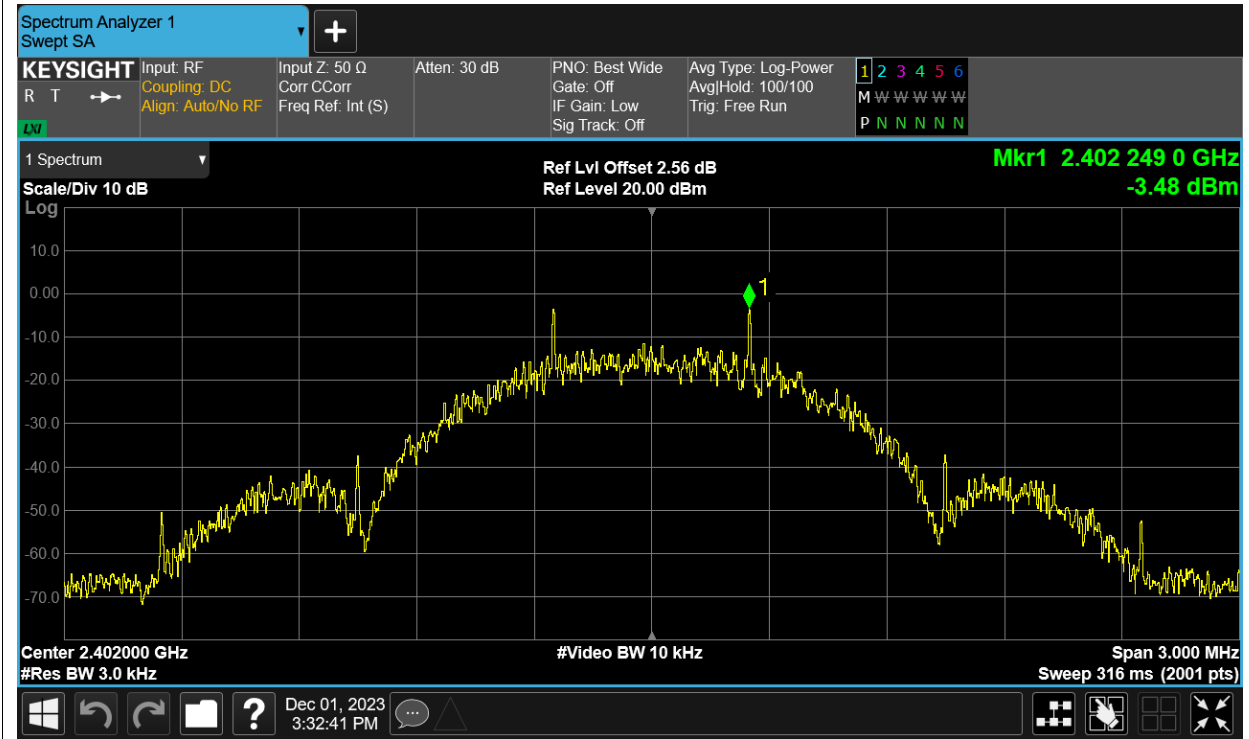 Spectrum Analyzer 1
Swept SA
KEYSIGHT
R T
LXI
Input: RF
Coupling: DC
Align: Auto/No RF
Input Z: 50 Ω
Corr CCorr
Freq Ref: Int (S)
Atten: 30 dB
PNO: Best Wide
Gate: Off
IF Gain: Low
Sig Track: Off
Avg Type: Log-Power
Avg|Hold: 100/100
Trig: Free Run
1 2 3 4 5 6
M W W W W W
P N N N N N
1 Spectrum
Scale/Div 10 dB
Log
Ref Lvl Offset 2.56 dB
Ref Level 20.00 dBm
Mkr1 2.402 249 0 GHz
-3.48 dBm
10.0
0.00
-10.0
-20.0
-30.0
-40.0
-50.0
-60.0
-70.0
1
Center 2.402000 GHz
#Res BW 3.0 kHz
#Video BW 10 kHz
Span 3.000 MHz
Sweep 316 ms (2001 pts)
?
Dec 01, 2023
3:32:41 PM